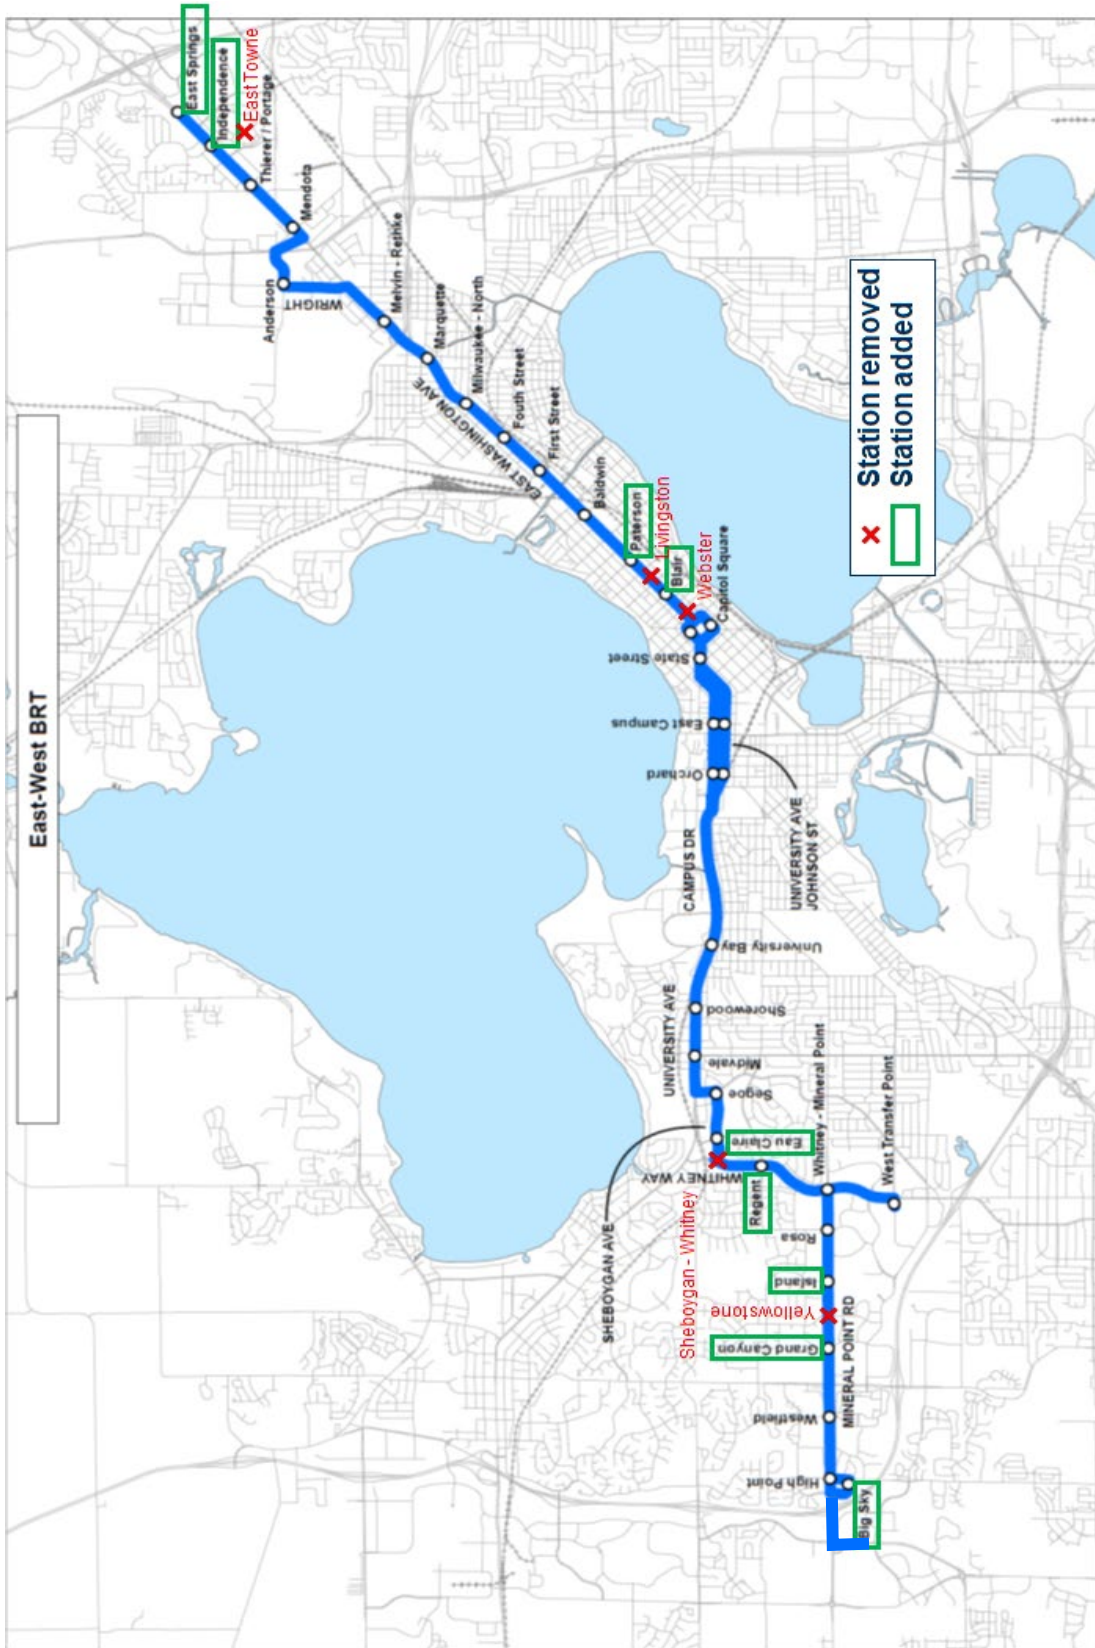 East-West BRT
East Springs
Independence
East Towne
Thierer / Portage
Mendota
Anderson
WRIGHT
Melvin - Rethke
Marquette
Milwaukee - North
EAST WASHINGTON AVE
Fouth Street
First Street
Baldwin
Paterson
Livingston
Blair
Webster
Capitol Square
State Street
East Campus
Orchard
UNIVERSITY AVE
JOHNSON ST
CAMPUS DR
University Bay
Shorewood
UNIVERSITY AVE
Midvale
Segoe
SHEBOYGAN AVE
Eau Claire
Sheboygan - Whitney
WHITNEY WAY
Regent
Whitney - Mineral Point
West Transfer Point
Rosa
Island
Yellowstone
Grand Canyon
MINERAL POINT RD
Westfield
High Point
Big Sky
Station removed
Station added